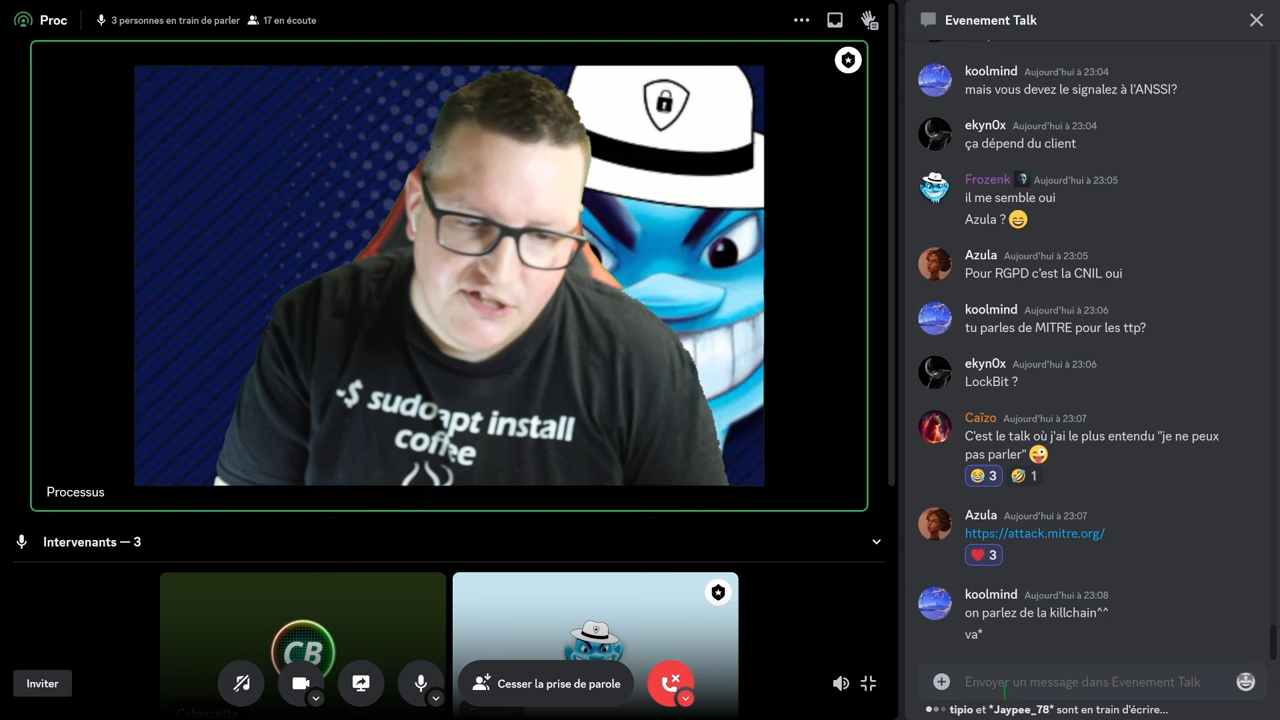 Proc
3 personnes en train de parler
17 en écoute
-$ sudo apt install
coffee
Processus
Intervenants — 3
CB
Inviter
Cesser la prise de parole
Evenement Talk
koolmind Aujourd'hui à 23:04
mais vous devez le signalez à l'ANSSI?
ekyn0x Aujourd'hui à 23:04
ça dépend du client
Frozenk Aujourd'hui à 23:05
il me semble oui
Azula ? 😄
Azula Aujourd'hui à 23:05
Pour RGPD c'est la CNIL oui
koolmind Aujourd'hui à 23:06
tu parles de MITRE pour les ttp?
ekyn0x Aujourd'hui à 23:06
LockBit ?
Caïzo Aujourd'hui à 23:07
C'est le talk où j'ai le plus entendu "je ne peux
pas parler" 😜
😂 3 🤣 1
Azula Aujourd'hui à 23:07
https://attack.mitre.org/
❤️ 3
koolmind Aujourd'hui à 23:08
on parlez de la killchain^^
va*
Envoyer un message dans Evenement Talk
tipio et *Jaypee_78* sont en train d'écrire...